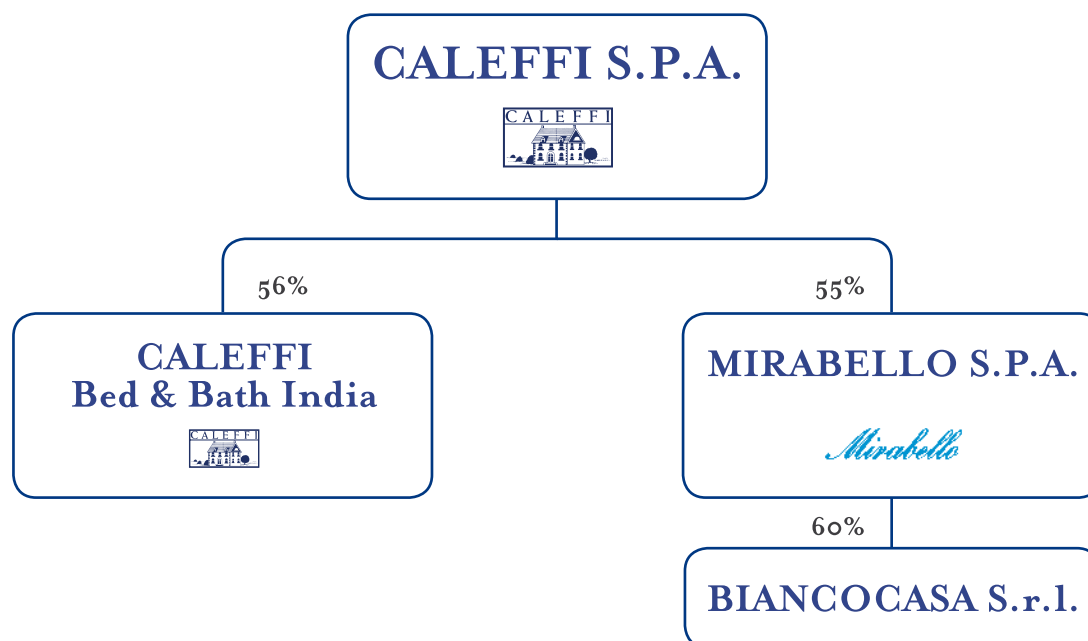 CALEFFI S.P.A.
CALEFFI
56%
55%
CALEFFI
Bed & Bath India
CALEFFI
MIRABELLO S.P.A.
Mirabello
60%
BIANCOCASA S.r.l.